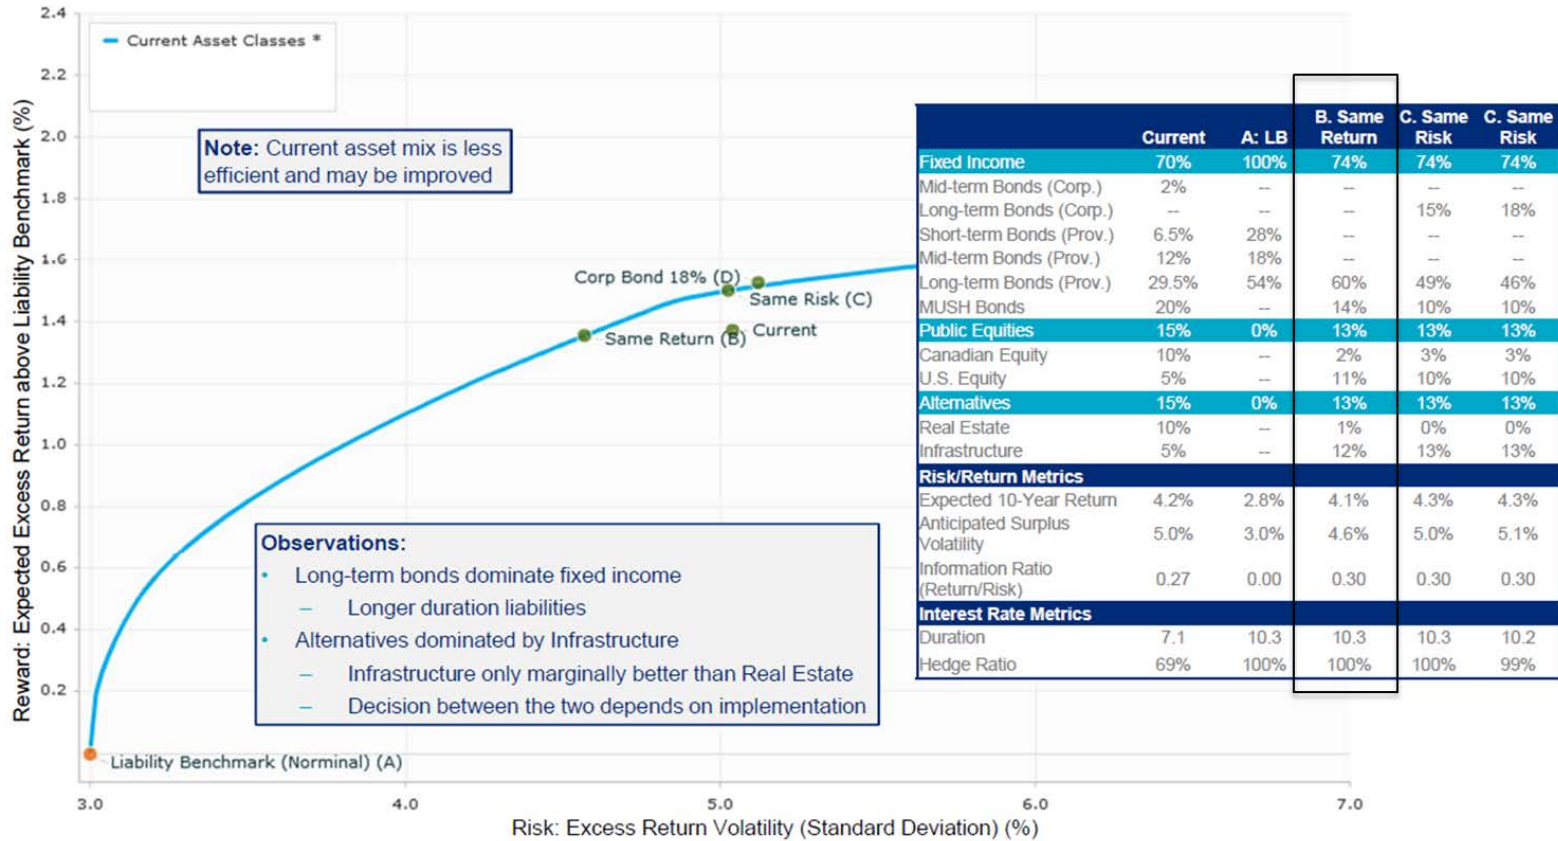 2.4
Current Asset Classes *
2.2
2.0
Note: Current asset mix is less
efficient and may be improved
1.8
1.6
Corp Bond 18% (D)
Same Risk (C)
1.4
Current
Same Return (B)
1.2
1.0
0.8
0.6
0.4
0.2
Reward: Expected Excess Return above Liability Benchmark (%)
Observations:
• Long-term bonds dominate fixed income
– Longer duration liabilities
• Alternatives dominated by Infrastructure
– Infrastructure only marginally better than Real Estate
– Decision between the two depends on implementation
Liability Benchmark (Norminal) (A)
3.0 4.0 5.0 6.0 7.0
Risk: Excess Return Volatility (Standard Deviation) (%)
B. Same C. Same C. Same
Current A: LB Return Risk Risk
Fixed Income 70% 100% 74% 74% 74%
Mid-term Bonds (Corp.) 2% -- -- -- --
Long-term Bonds (Corp.) -- -- -- 15% 18%
Short-term Bonds (Prov.) 6.5% 28% -- -- --
Mid-term Bonds (Prov.) 12% 18% -- -- --
Long-term Bonds (Prov.) 29.5% 54% 60% 49% 46%
MUSH Bonds 20% -- 14% 10% 10%
Public Equities 15% 0% 13% 13% 13%
Canadian Equity 10% -- 2% 3% 3%
U.S. Equity 5% -- 11% 10% 10%
Alternatives 15% 0% 13% 13% 13%
Real Estate 10% -- 1% 0% 0%
Infrastructure 5% -- 12% 13% 13%
Risk/Return Metrics
Expected 10-Year Return 4.2% 2.8% 4.1% 4.3% 4.3%
Anticipated Surplus
Volatility 5.0% 3.0% 4.6% 5.0% 5.1%
Information Ratio
(Return/Risk) 0.27 0.00 0.30 0.30 0.30
Interest Rate Metrics
Duration 7.1 10.3 10.3 10.3 10.2
Hedge Ratio 69% 100% 100% 100% 99%